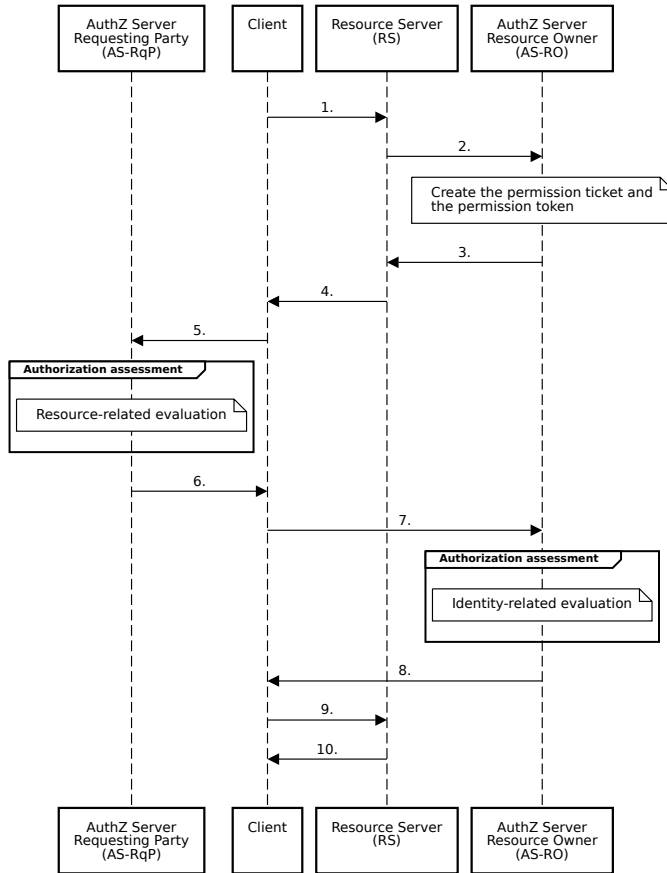 AuthZ Server
Requesting Party
(AS-RqP)
Client
Resource Server
(RS)
AuthZ Server
Resource Owner
(AS-RO)
1.
2.
Create the permission ticket and
the permission token
3.
4.
5.
Authorization assessment
Resource-related evaluation
6.
7.
Authorization assessment
Identity-related evaluation
8.
9.
10.
AuthZ Server
Requesting Party
(AS-RqP)
Client
Resource Server
(RS)
AuthZ Server
Resource Owner
(AS-RO)